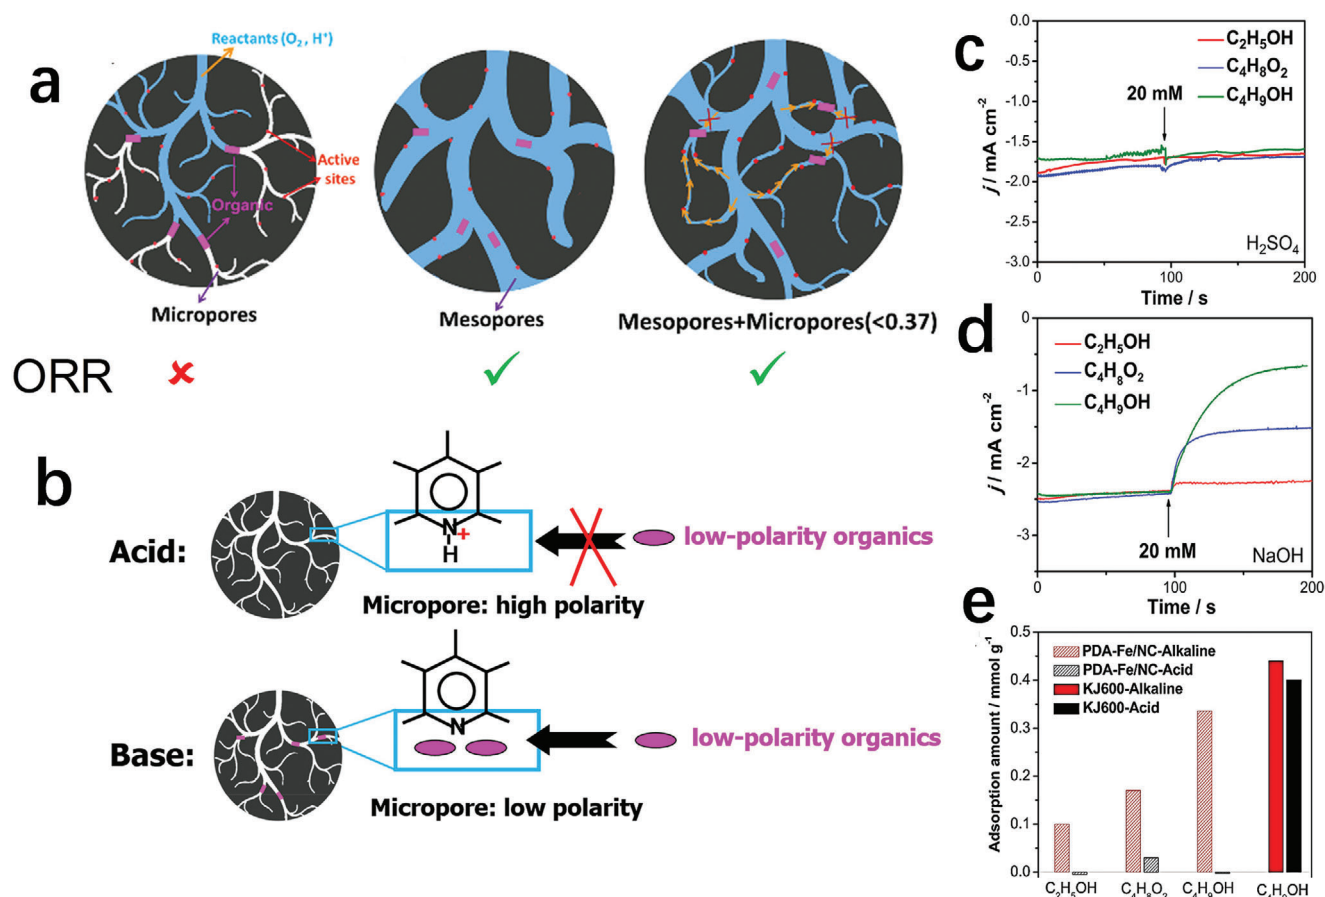 a
Reactants (O₂, H⁺)
Active
sites
Organic
Micropores
Mesopores
Mesopores+Micropores(<0.37)
ORR
b
Acid:
N
+
H
low-polarity organics
Micropore: high polarity
Base:
N
low-polarity organics
Micropore: low polarity
c
C₂H₅OH
C₄H₈O₂
C₄H₉OH
20 mM
H₂SO₄
j / mA cm⁻²
0.0
-0.5
-1.0
-1.5
-2.0
-2.5
-3.0
0 100 200
Time / s
d
C₂H₅OH
C₄H₈O₂
C₄H₉OH
20 mM
NaOH
j / mA cm⁻²
0
-1
-2
-3
0 100 200
Time / s
e
PDA-Fe/NC-Alkaline
PDA-Fe/NC-Acid
KJ600-Alkaline
KJ600-Acid
Adsorption amount / mmol g⁻¹
0.5
0.4
0.3
0.2
0.1
0.0
C₂H₅OH C₄H₈O₂ C₄H₉OH C₄H₉OH